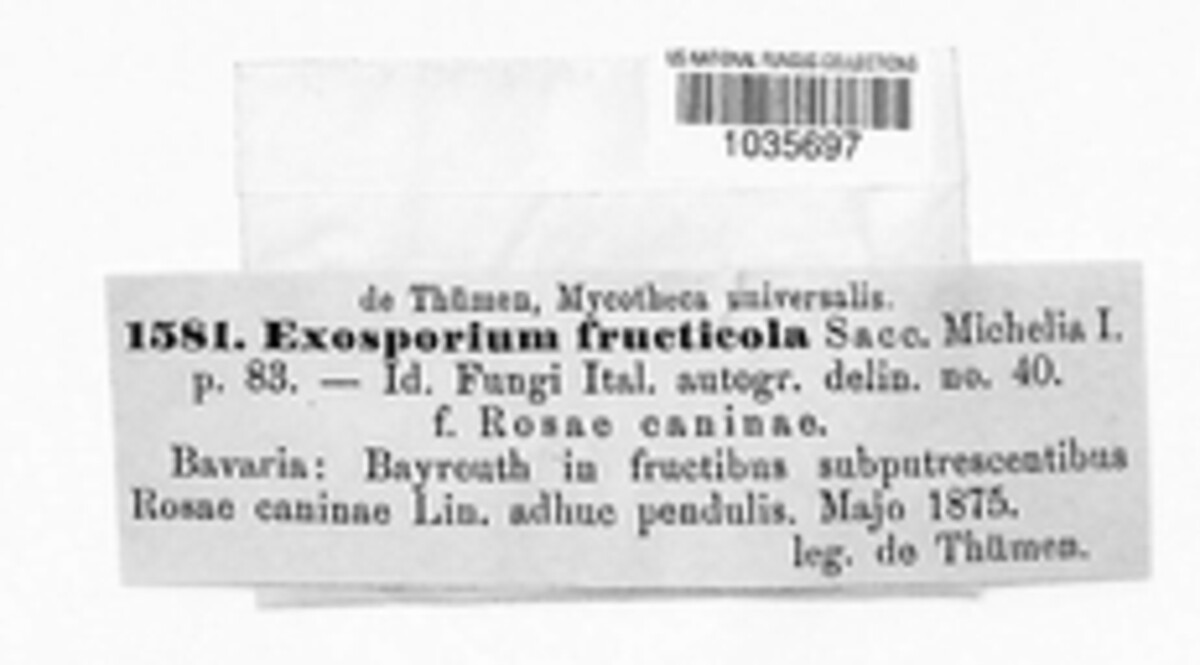 US NATIONAL FUNGUS COLLECTIONS
1035697
de Thümen, Mycotheca universalis.
1581. Exosporium fructicola Sacc. Michelia I.
p. 83. — Id. Fungi Ital. autogr. delin. no. 40.
f. Rosae caninae.
Bavaria: Bayreuth in fructibus subputrescentibus
Rosae caninae Lin. adhuc pendulis. Majo 1875.
leg. de Thümen.